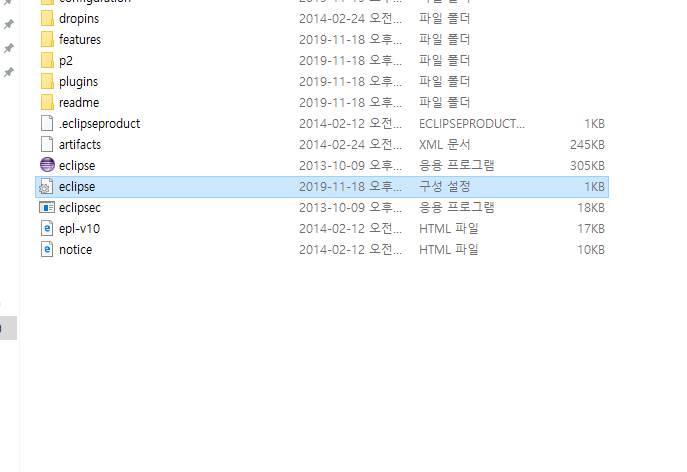 configuration
dropins 2014-02-24 오전... 파일 폴더
features 2019-11-18 오후... 파일 폴더
p2 2019-11-18 오후... 파일 폴더
plugins 2019-11-18 오후... 파일 폴더
readme 2019-11-18 오후... 파일 폴더
.eclipseproduct 2014-02-12 오전... ECLIPSEPRODUCT... 1KB
artifacts 2014-02-24 오전... XML 문서 245KB
eclipse 2013-10-09 오후... 응용 프로그램 305KB
eclipse 2019-11-18 오후... 구성 설정 1KB
eclipsec 2013-10-09 오후... 응용 프로그램 18KB
epl-v10 2014-02-12 오전... HTML 파일 17KB
notice 2014-02-12 오전... HTML 파일 10KB